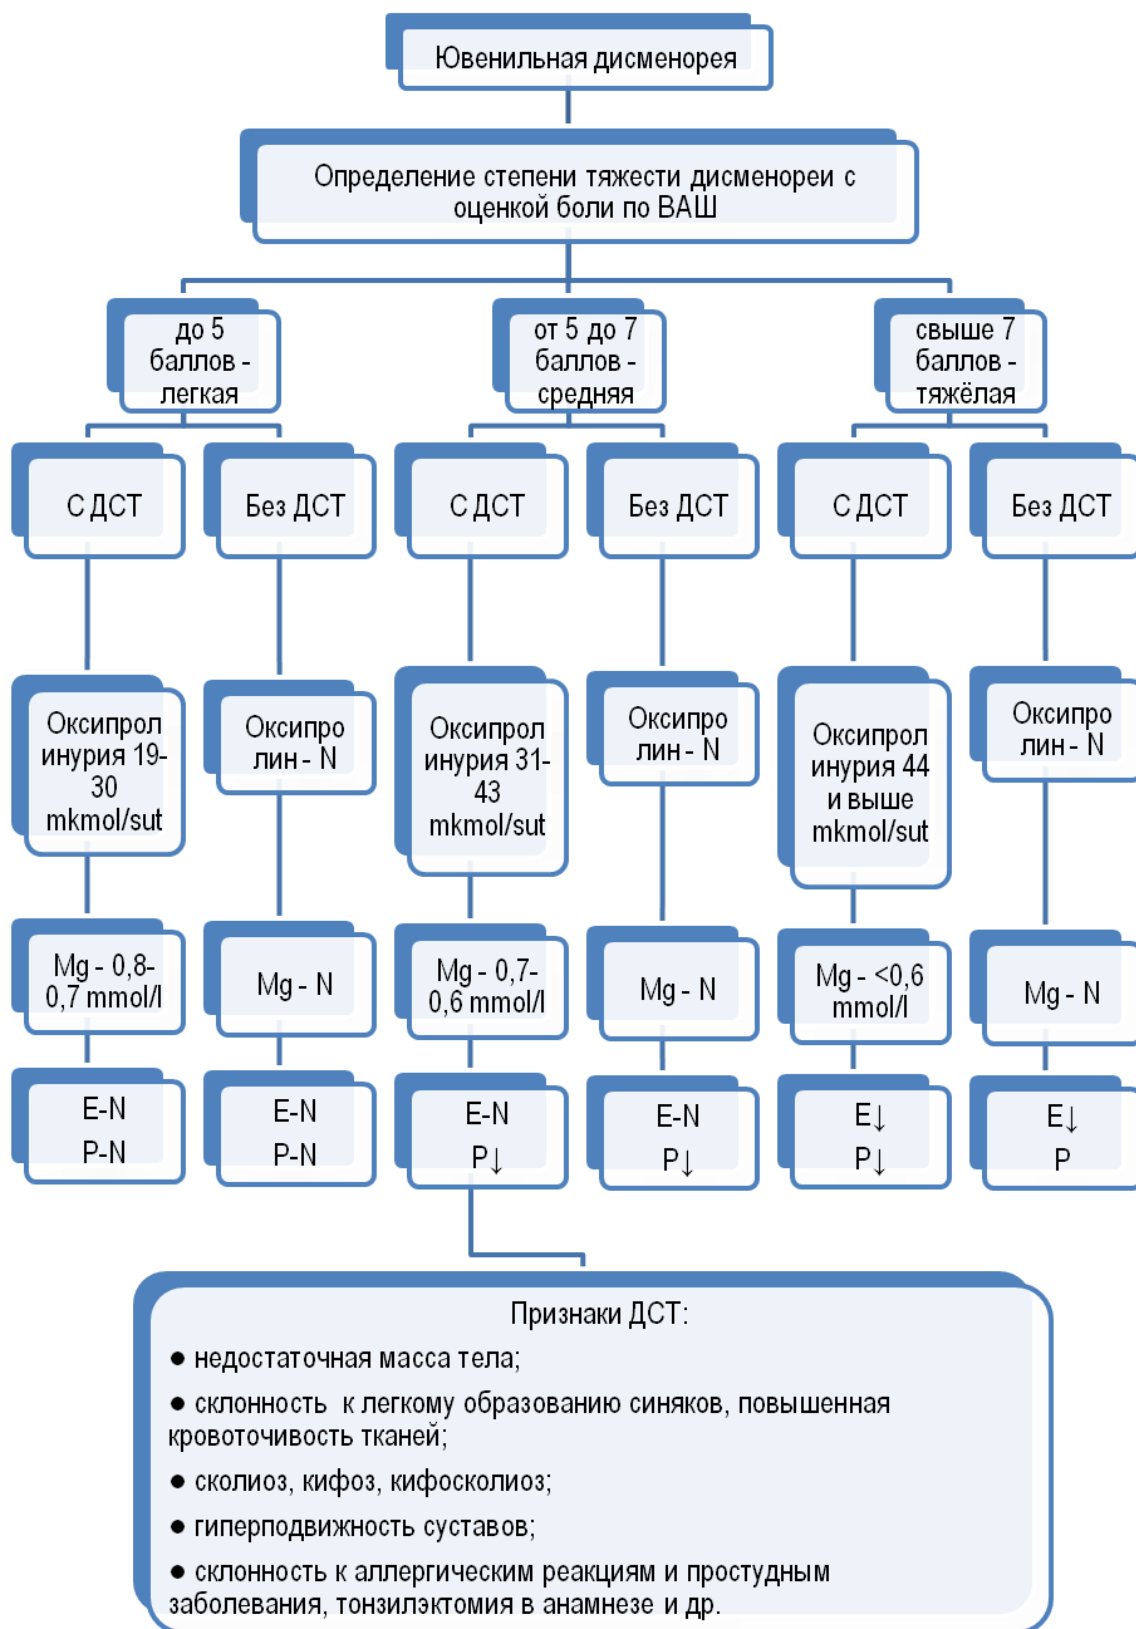 Ювенильная дисменорея
Определение степени тяжести дисменореи с
оценкой боли по ВАШ
до 5
баллов -
легкая
от 5 до 7
баллов -
средняя
свыше 7
баллов -
тяжёлая
С ДСТ
Без ДСТ
С ДСТ
Без ДСТ
С ДСТ
Без ДСТ
Оксипрол
инурия 19-
30
mkmol/sut
Оксипро
лин - N
Оксипрол
инурия 31-
43
mkmol/sut
Оксипро
лин - N
Оксипрол
инурия 44
и выше
mkmol/sut
Оксипро
лин - N
Mg - 0,8-
0,7 mmol/l
Mg - N
Mg - 0,7-
0,6 mmol/l
Mg - N
Mg - <0,6
mmol/l
Mg - N
E-N
P-N
E-N
P-N
E-N
P↓
E-N
P↓
E↓
P↓
E↓
P
Признаки ДСТ:
● недостаточная масса тела;
● склонность к легкому образованию синяков, повышенная
кровоточивость тканей;
● сколиоз, кифоз, кифосколиоз;
● гиперподвижность суставов;
● склонность к аллергическим реакциям и простудным
заболевания, тонзилэктомия в анамнезе и др.